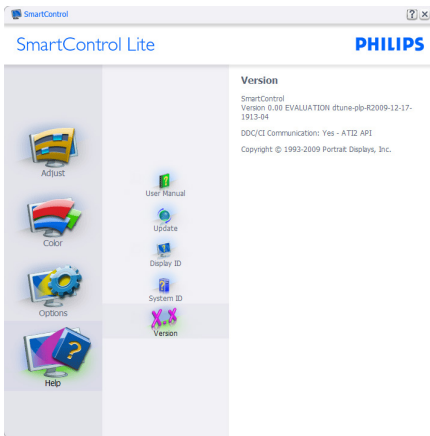 SmartControl
SmartControl Lite
PHILIPS
Adjust
Color
Options
Help
User Manual
Update
Display ID
System ID
X.X
Version
Version
SmartControl
Version 0.00 EVALUATION dtune-plp-R2009-12-17-
1913-04
DDC/CI Communication: Yes - ATI2 API
Copyright © 1993-2009 Portrait Displays, Inc.